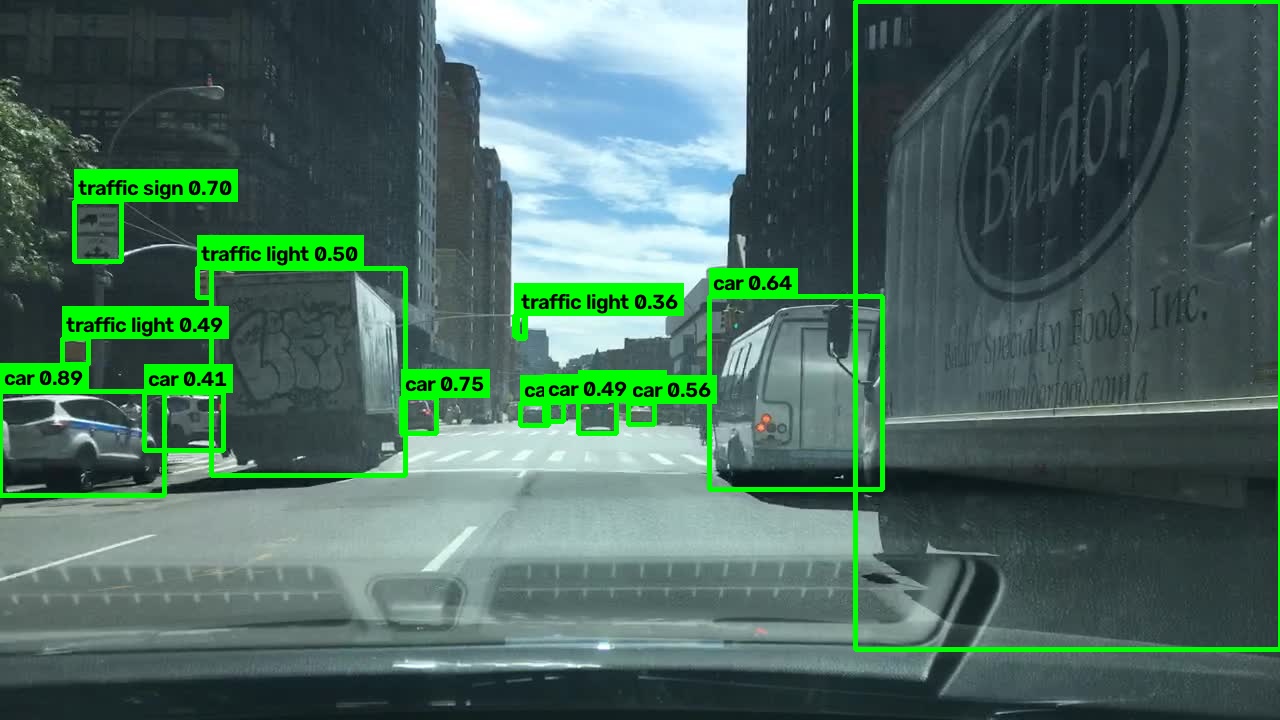 traffic sign 0.70
traffic light 0.50
car 0.64
traffic light 0.36
traffic light 0.49
car 0.89
car 0.41
car 0.75
ca
car 0.49
car 0.56
Baldor
Baldor Specialty Foods, Inc.